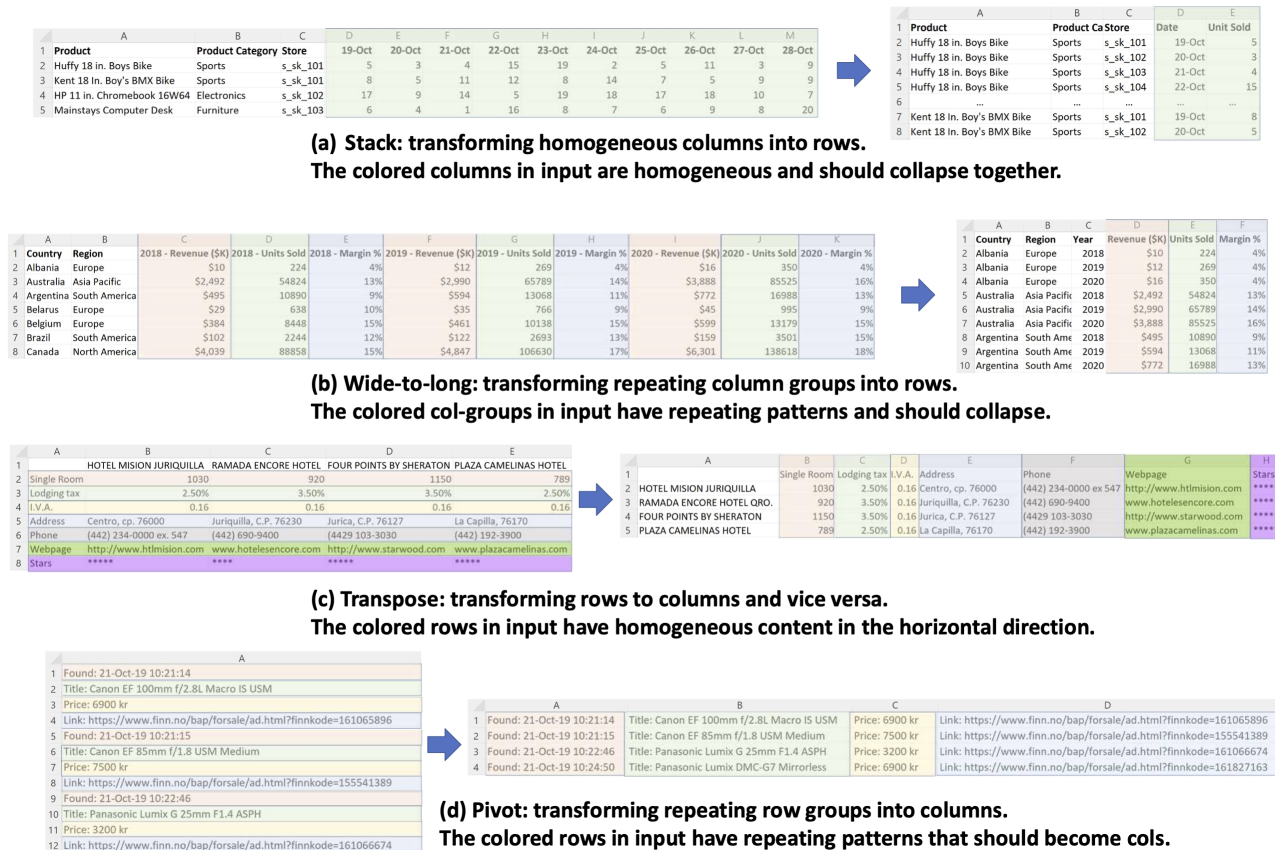 A B C D E F G H I J K L M
1 Product Product Category Store 19-Oct 20-Oct 21-Oct 22-Oct 23-Oct 24-Oct 25-Oct 26-Oct 27-Oct 28-Oct
2 Huffy 18 in. Boys Bike Sports s_sk_101 5 3 4 15 19 2 5 11 3 9
3 Kent 18 In. Boy's BMX Bike Sports s_sk_101 8 5 11 12 8 14 7 5 9 9
4 HP 11 in. Chromebook 16W64 Electronics s_sk_102 17 9 14 5 19 18 17 18 10 7
5 Mainstays Computer Desk Furniture s_sk_103 6 4 1 16 8 7 6 9 8 20
A B C D E
1 Product Product Ca Store Date Unit Sold
2 Huffy 18 in. Boys Bike Sports s_sk_101 19-Oct 5
3 Huffy 18 in. Boys Bike Sports s_sk_102 20-Oct 3
4 Huffy 18 in. Boys Bike Sports s_sk_103 21-Oct 4
5 Huffy 18 in. Boys Bike Sports s_sk_104 22-Oct 15
6 ... ... ... ... ...
7 Kent 18 In. Boy's BMX Bike Sports s_sk_101 19-Oct 8
8 Kent 18 In. Boy's BMX Bike Sports s_sk_102 20-Oct 5
(a) Stack: transforming homogeneous columns into rows.
The colored columns in input are homogeneous and should collapse together.
A B C D E F G H I J K
1 Country Region 2018 - Revenue ($K) 2018 - Units Sold 2018 - Margin % 2019 - Revenue ($K) 2019 - Units Sold 2019 - Margin % 2020 - Revenue ($K) 2020 - Units Sold 2020 - Margin %
2 Albania Europe $10 224 4% $12 269 4% $16 350 4%
3 Australia Asia Pacific $2,492 54824 13% $2,990 65789 14% $3,888 85525 16%
4 Argentina South America $495 10890 9% $594 13068 11% $772 16988 13%
5 Belarus Europe $29 638 10% $35 766 9% $45 995 9%
6 Belgium Europe $384 8448 15% $461 10138 15% $599 13179 15%
7 Brazil South America $102 2244 12% $122 2693 13% $159 3501 15%
8 Canada North America $4,039 88858 15% $4,847 106630 17% $6,301 138618 18%
A B C D E F
1 Country Region Year Revenue ($K) Units Sold Margin %
2 Albania Europe 2018 $10 224 4%
3 Albania Europe 2019 $12 269 4%
4 Albania Europe 2020 $16 350 4%
5 Australia Asia Pacific 2018 $2,492 54824 13%
6 Australia Asia Pacific 2019 $2,990 65789 14%
7 Australia Asia Pacific 2020 $3,888 85525 16%
8 Argentina South Ame 2018 $495 10890 9%
9 Argentina South Ame 2019 $594 13068 11%
10 Argentina South Ame 2020 $772 16988 13%
(b) Wide-to-long: transforming repeating column groups into rows.
The colored col-groups in input have repeating patterns and should collapse.
A B C D E
1 HOTEL MISION JURIQUILLA RAMADA ENCORE HOTEL FOUR POINTS BY SHERATON PLAZA CAMELINAS HOTEL
2 Single Room 1030 920 1150 789
3 Lodging tax 2.50% 3.50% 3.50% 2.50%
4 I.V.A. 0.16 0.16 0.16 0.16
5 Address Centro, cp. 76000 Juriquilla, C.P. 76230 Jurica, C.P. 76127 La Capilla, 76170
6 Phone (442) 234-0000 ex. 547 (442) 690-9400 (4429 103-3030 (442) 192-3900
7 Webpage http://www.htlmision.com www.hotelesencore.com http://www.starwood.com www.plazacamelinas.com
8 Stars ***** **** ***** *****
A B C D E F G H
1 Single Room Lodging tax I.V.A. Address Phone Webpage Stars
2 HOTEL MISION JURIQUILLA 1030 2.50% 0.16 Centro, cp. 76000 (442) 234-0000 ex 547 http://www.htlmision.com ****
3 RAMADA ENCORE HOTEL QRO. 920 3.50% 0.16 Juriquilla, C.P. 76230 (442) 690-9400 www.hotelesencore.com ****
4 FOUR POINTS BY SHERATON 1150 3.50% 0.16 Jurica, C.P. 76127 (4429 103-3030 http://www.starwood.com ****
5 PLAZA CAMELINAS HOTEL 789 2.50% 0.16 La Capilla, 76170 (442) 192-3900 www.plazacamelinas.com ****
(c) Transpose: transforming rows to columns and vice versa.
The colored rows in input have homogeneous content in the horizontal direction.
A
1 Found: 21-Oct-19 10:21:14
2 Title: Canon EF 100mm f/2.8L Macro IS USM
3 Price: 6900 kr
4 Link: https://www.finn.no/bap/forsale/ad.html?finnkode=161065896
5 Found: 21-Oct-19 10:21:15
6 Title: Canon EF 85mm f/1.8 USM Medium
7 Price: 7500 kr
8 Link: https://www.finn.no/bap/forsale/ad.html?finnkode=155541389
9 Found: 21-Oct-19 10:22:46
10 Title: Panasonic Lumix G 25mm F1.4 ASPH
11 Price: 3200 kr
12 Link: https://www.finn.no/bap/forsale/ad.html?finnkode=161066674
A B C D
1 Found: 21-Oct-19 10:21:14 Title: Canon EF 100mm f/2.8L Macro IS USM Price: 6900 kr Link: https://www.finn.no/bap/forsale/ad.html?finnkode=161065896
2 Found: 21-Oct-19 10:21:15 Title: Canon EF 85mm f/1.8 USM Medium Price: 7500 kr Link: https://www.finn.no/bap/forsale/ad.html?finnkode=155541389
3 Found: 21-Oct-19 10:22:46 Title: Panasonic Lumix G 25mm F1.4 ASPH Price: 3200 kr Link: https://www.finn.no/bap/forsale/ad.html?finnkode=161066674
4 Found: 21-Oct-19 10:24:50 Title: Panasonic Lumix DMC-G7 Mirrorless Price: 6900 kr Link: https://www.finn.no/bap/forsale/ad.html?finnkode=161827163
(d) Pivot: transforming repeating row groups into columns.
The colored rows in input have repeating patterns that should become cols.